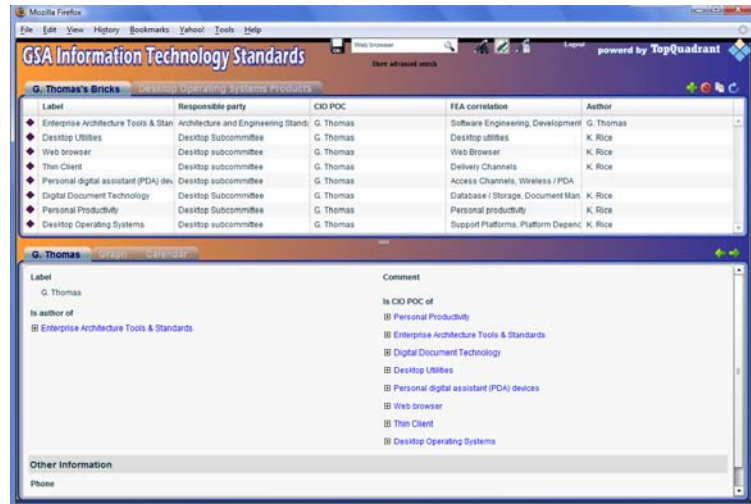 Mozilla Firefox
File Edit View History Bookmarks Yahoo! Tools Help
GSA Information Technology Standards
Web browser
Show advanced search
Logout
powered by TopQuadrant
G. Thomas's Bricks Desktop Operating Systems Products
Label Responsible party CIO POC FEA correlation Author
Enterprise Architecture Tools & Stan Architecture and Engineering Stand: G. Thomas Software Engineering, Development G. Thomas
Desktop Utilities Desktop Subcommittee G. Thomas Desktop utilities K. Rice
Web browser Desktop Subcommittee G. Thomas Web Browser K. Rice
Thin Client Desktop Subcommittee G. Thomas Delivery Channels K. Rice
Personal digital assistant (PDA) dev Desktop subcommittee G. Thomas Access Channels, Wireless / PDA
Digital Document Technology Desktop Subcommittee G. Thomas Database / Storage, Document Man K. Rice
Personal Productivity Desktop Subcommittee G. Thomas Personal productivity K. Rice
Desktop Operating Systems Desktop subcommittee G. Thomas Support Platforms, Platform Depend K. Rice
G. Thomas Graph Calendar
Label Comment
G. Thomas
Is CIO POC of
Is author of
Personal Productivity
Enterprise Architecture Tools & Standards
Enterprise Architecture Tools & Standards
Digital Document Technology
Desktop Utilities
Personal digital assistant (PDA) devices
Web browser
Thin Client
Desktop Operating Systems
Other Information
Phone